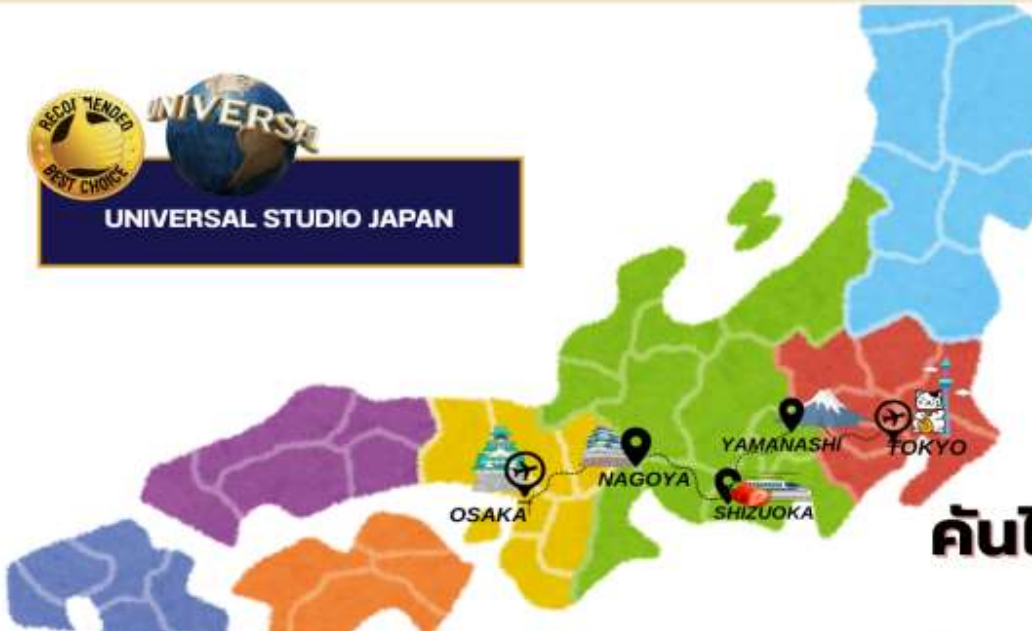 RECOMMENDED
BEST CHOICE
UNIVERSAL
UNIVERSAL STUDIO JAPAN
YAMANASHI
TOKYO
NAGOYA
OSAKA
SHIZUOKA